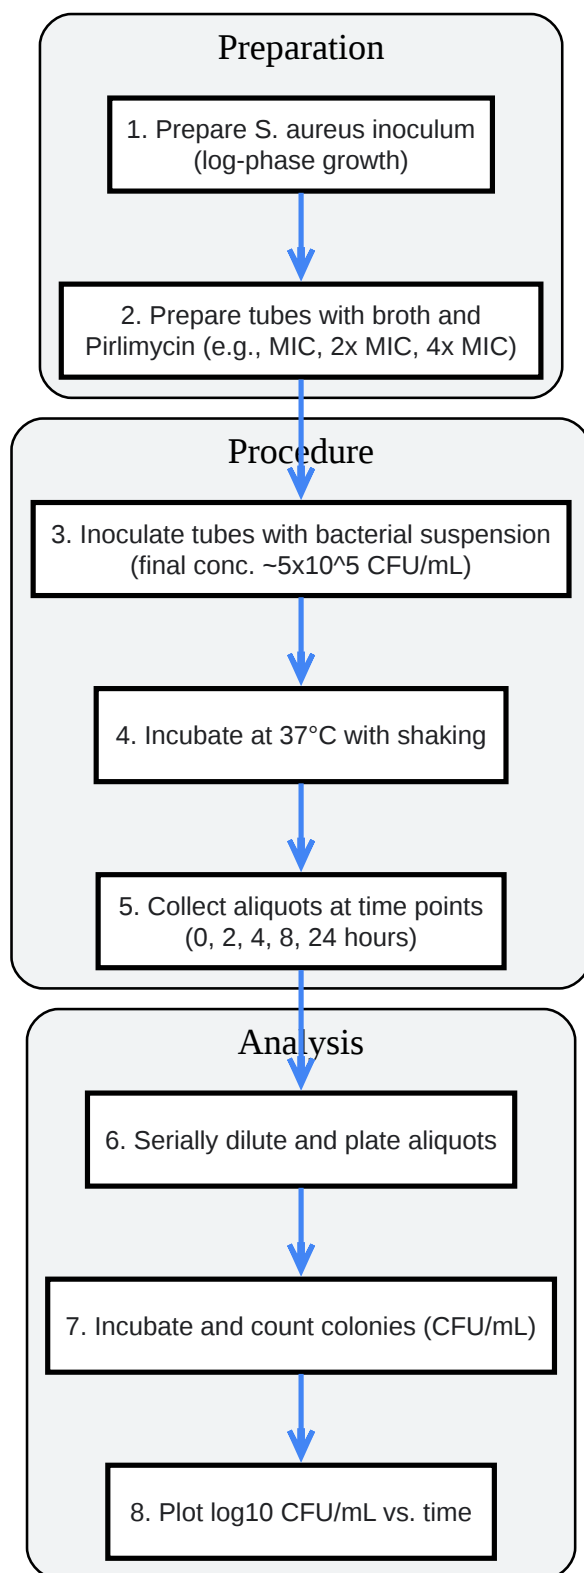 Preparation
1. Prepare S. aureus inoculum
(log-phase growth)
2. Prepare tubes with broth and
Pirlimycin (e.g., MIC, 2x MIC, 4x MIC)
Procedure
3. Inoculate tubes with bacterial suspension
(final conc. ~5x10^5 CFU/mL)
4. Incubate at 37°C with shaking
5. Collect aliquots at time points
(0, 2, 4, 8, 24 hours)
Analysis
6. Serially dilute and plate aliquots
7. Incubate and count colonies (CFU/mL)
8. Plot log10 CFU/mL vs. time